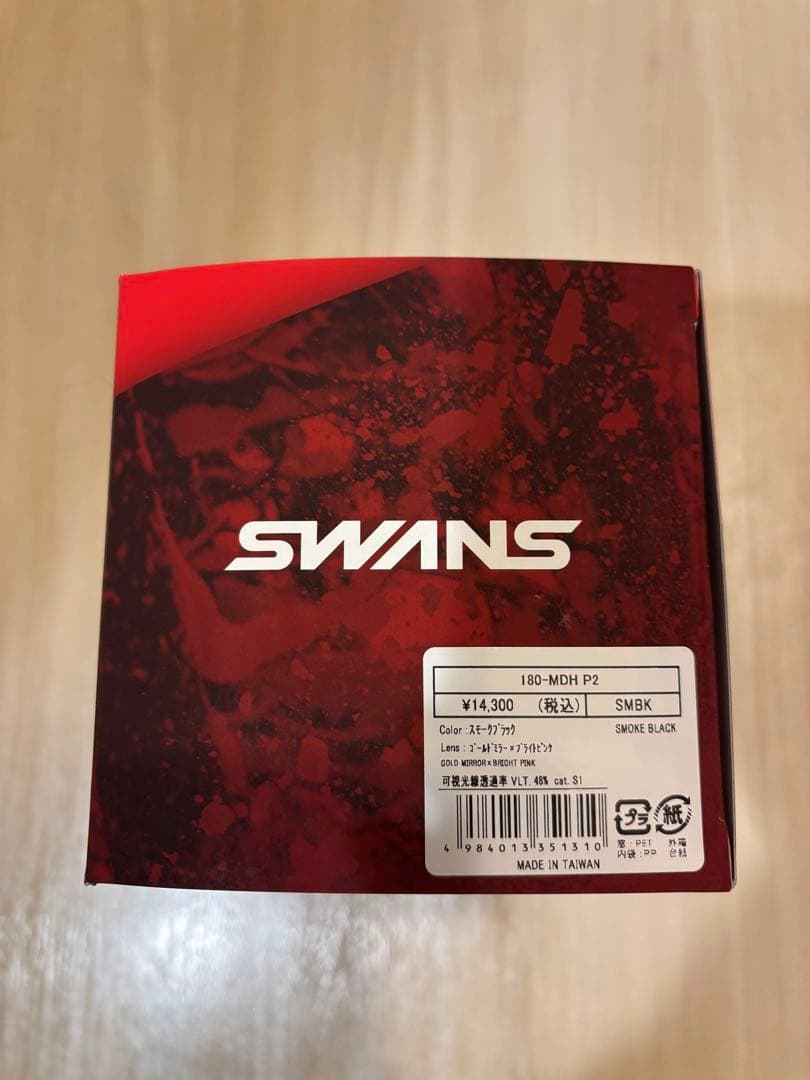 SWANS
180-MDH P2
¥14,300 (税込) SMBK
Color:スモークブラック SMOKE BLACK
Lens:ゴールドミラー×ブライトピンク
GOLD MIRROR×BRIGHT PINK
可視光線透過率 VLT. 48% cat. S1
4 984013 351310
プラ 紙
窓:PET 外箱
内袋:PP 台紙
MADE IN TAIWAN